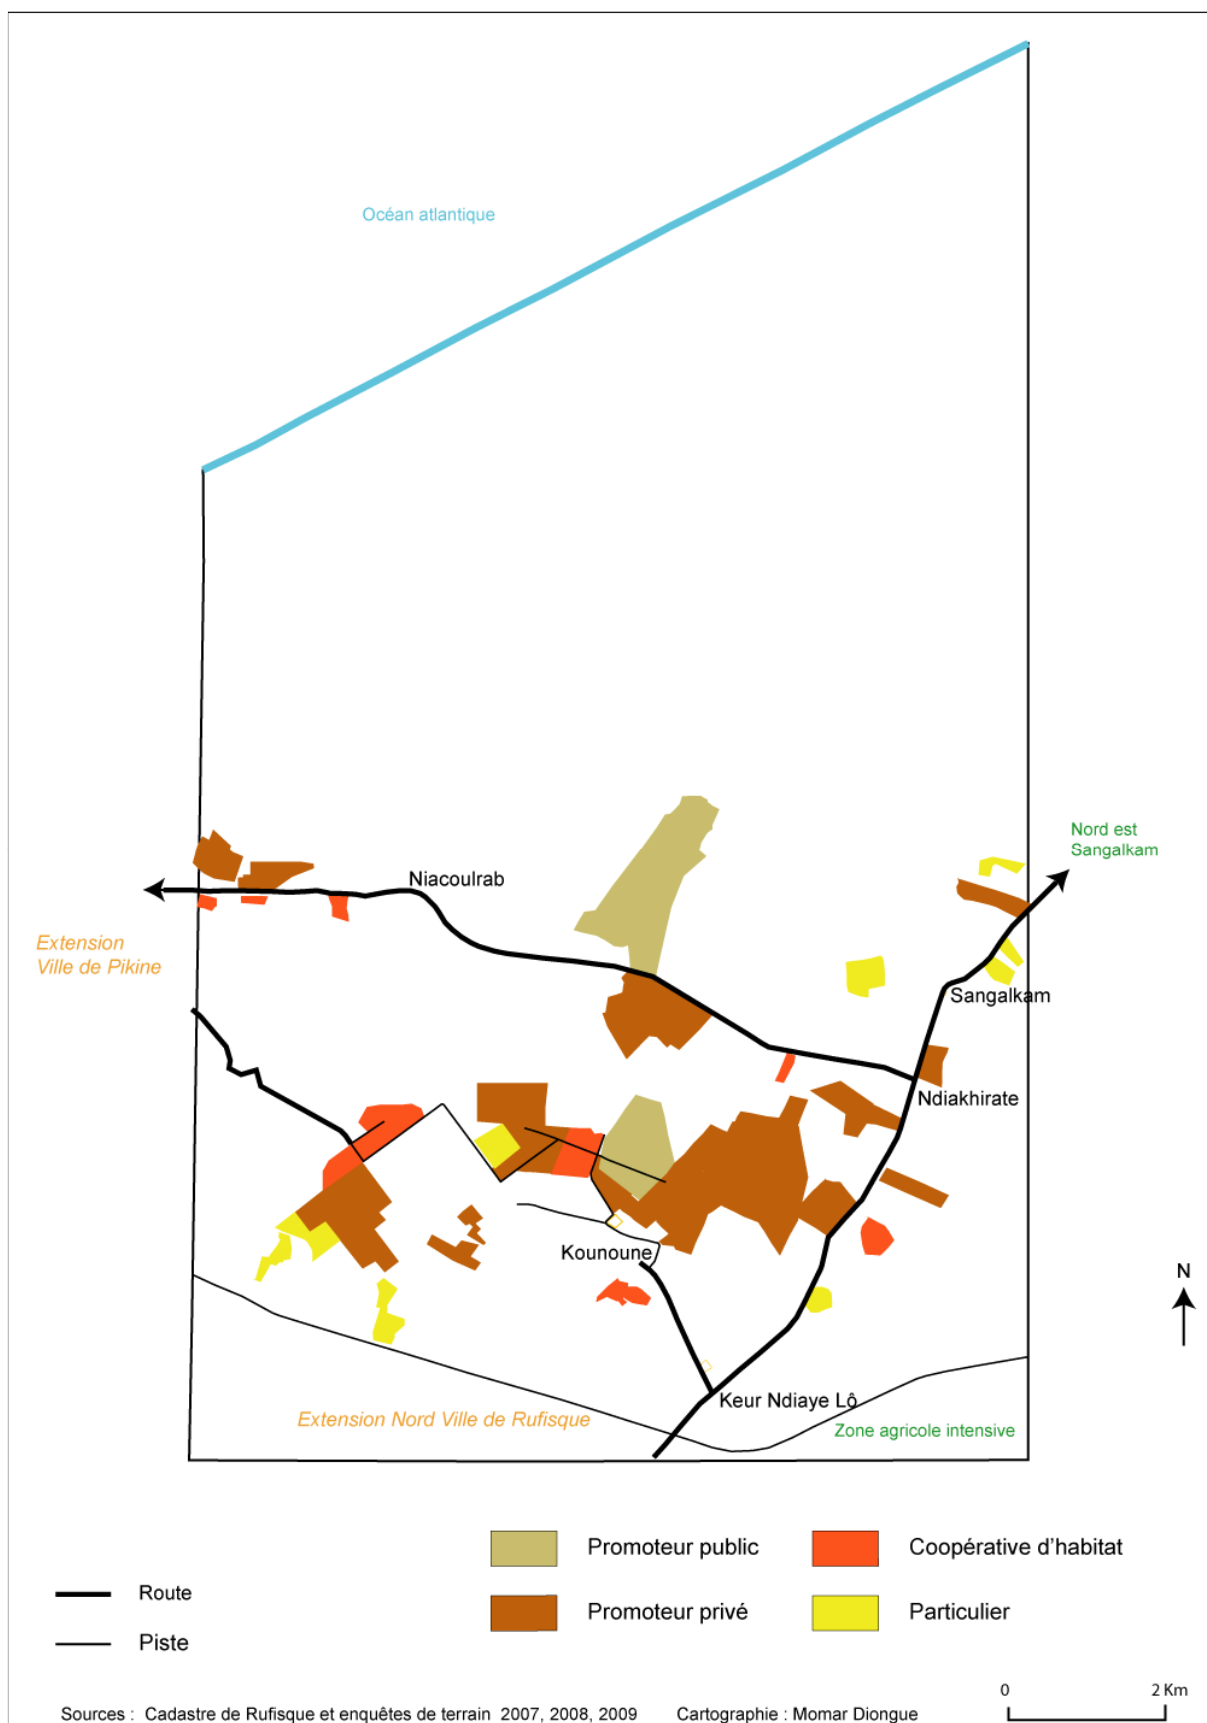 Océan atlantique
Nord est
Sangalkam
Niacoulrab
Extension
Ville de Pikine
Sangalkam
Ndiakhirate
Kounoune
N
Keur Ndiaye Lô
Extension Nord Ville de Rufisque
Zone agricole intensive
Promoteur public
Coopérative d'habitat
Route
Promoteur privé
Particulier
Piste
0 2 Km
Sources : Cadastre de Rufisque et enquêtes de terrain 2007, 2008, 2009 Cartographie : Momar Diongue